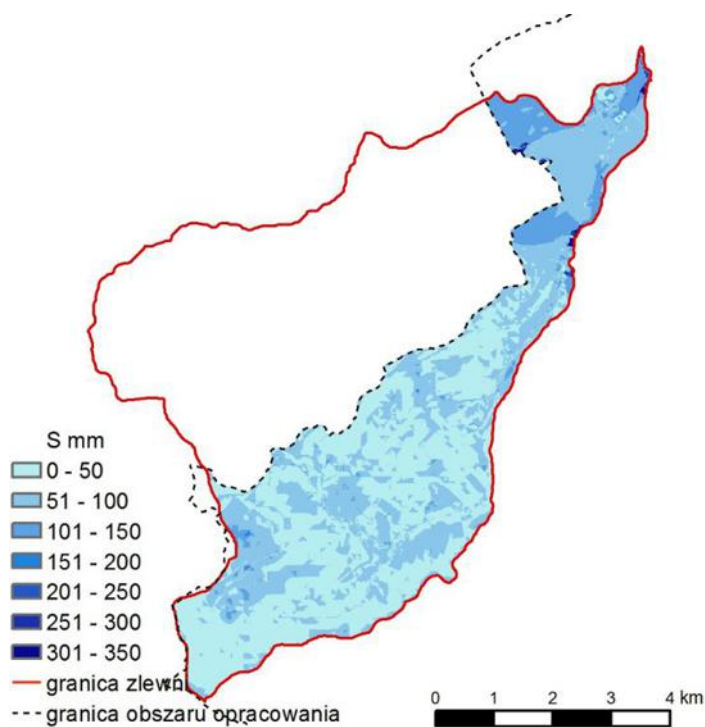 S mm
0 - 50
51 - 100
101 - 150
151 - 200
201 - 250
251 - 300
301 - 350
granica zlewni
granica obszaru opracowania
0 1 2 3 4 km